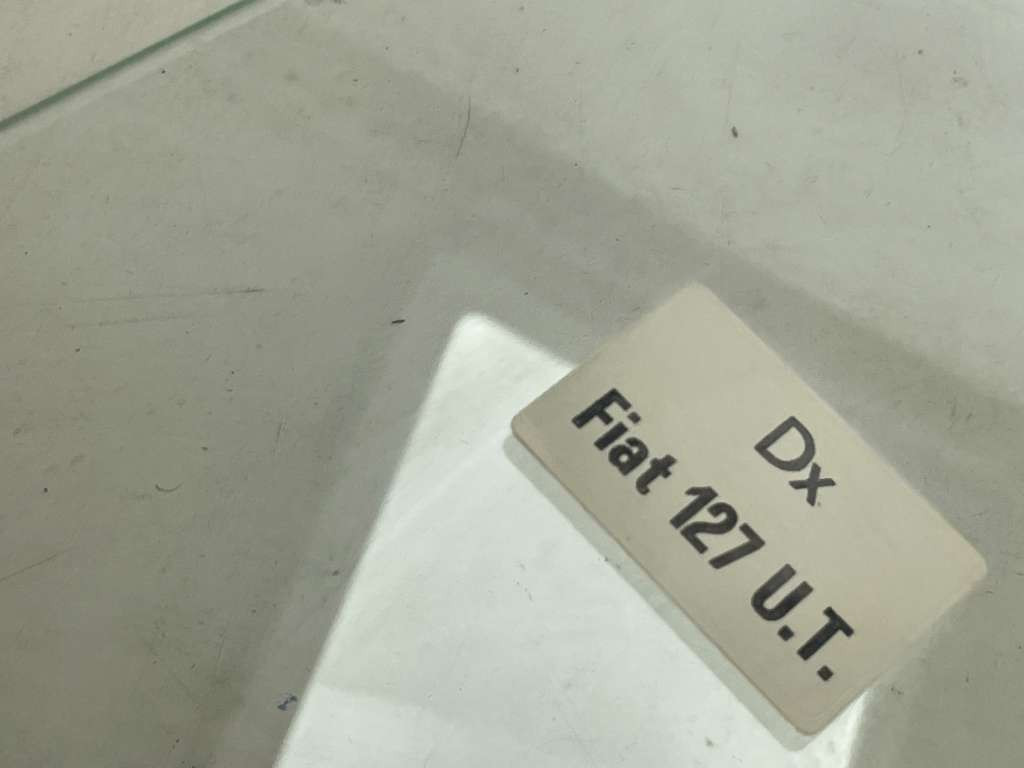 Dx
Fiat 127 U.T.